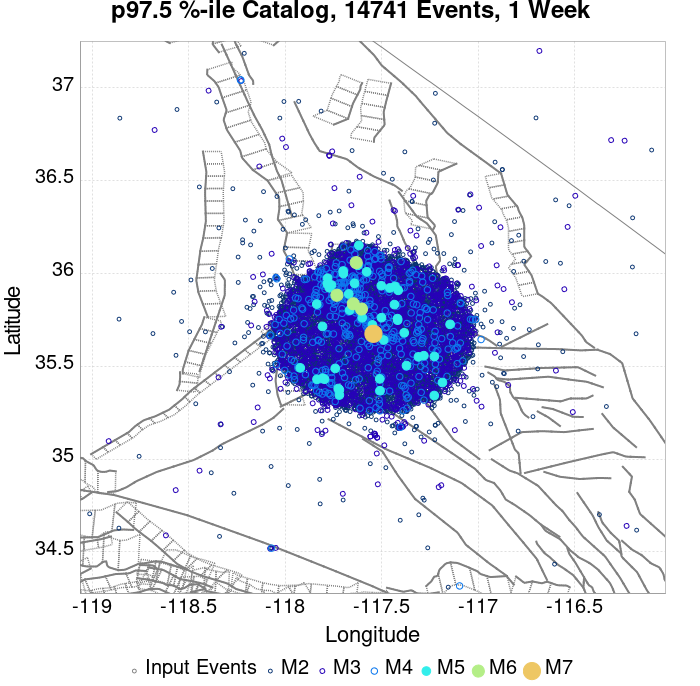 p97.5 %-ile Catalog, 14741 Events, 1 Week
37
36.5
36
35.5
35
34.5
Latitude
-119 -118.5 -118 -117.5 -117 -116.5
Longitude
Input Events M2 M3 M4 M5 M6 M7